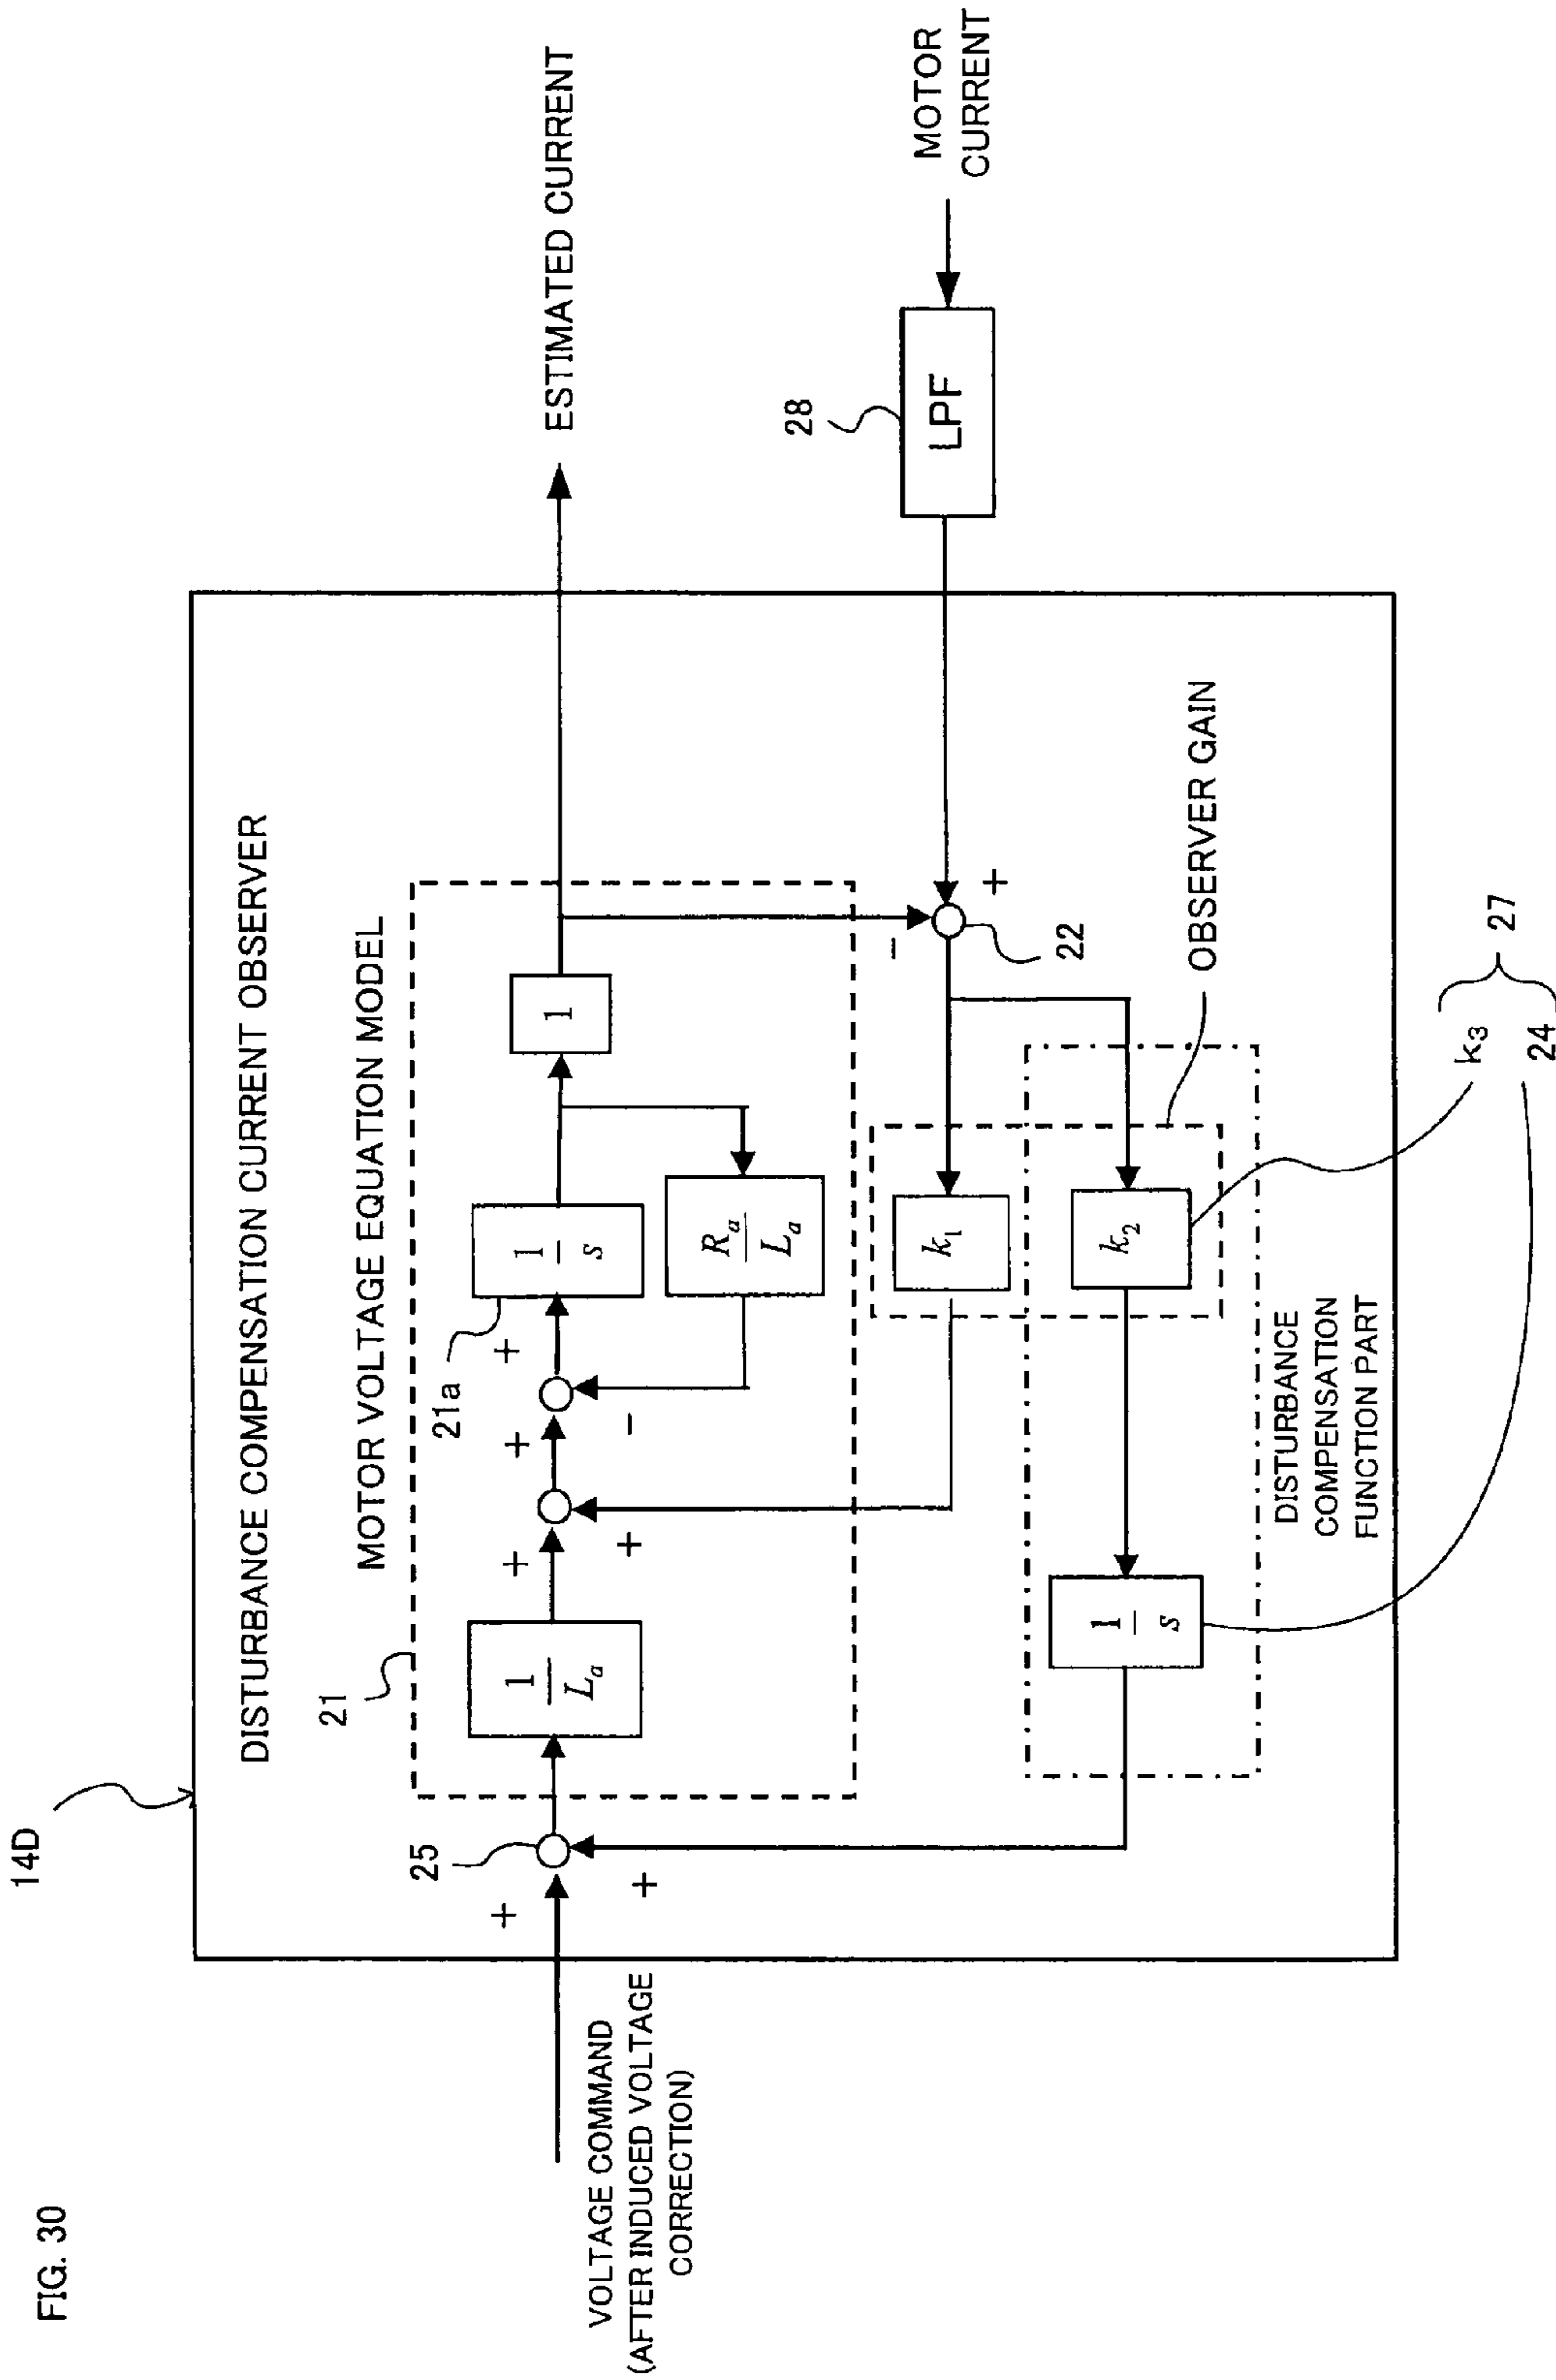 FIG. 30
14D
DISTURBANCE COMPENSATION CURRENT OBSERVER
MOTOR VOLTAGE EQUATION MODEL
21
21a
25
+
+
1
L_a
+
+
+
-
+
1
s
R_a
L_a
1
ESTIMATED CURRENT
VOLTAGE COMMAND
(AFTER INDUCED VOLTAGE
CORRECTION)
-
+
22
28
LPF
MOTOR
CURRENT
k_1
k_2
OBSERVER GAIN
1
s
DISTURBANCE
COMPENSATION
FUNCTION PART
k_3
24
27